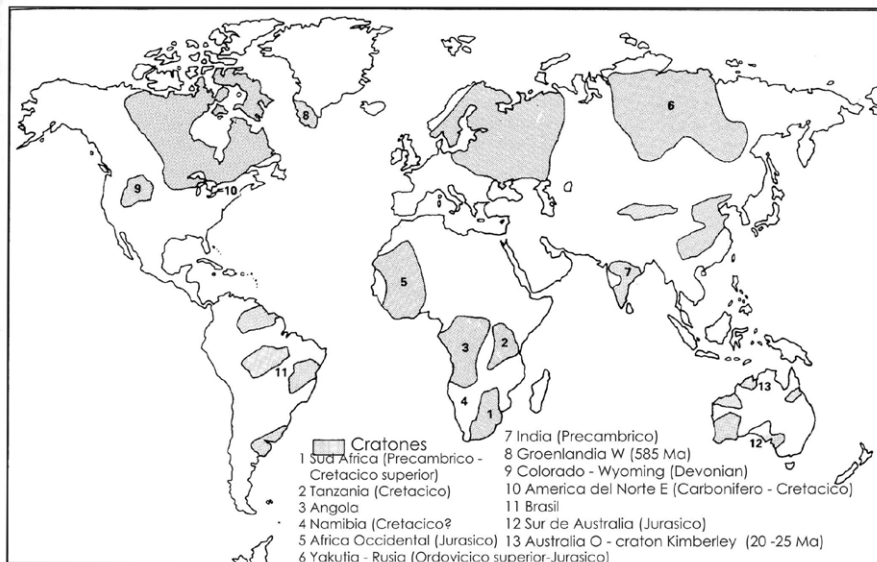 8
6
9
10
7
5
3
2
11
4
1
13
12
Cratones
1 Sud Africa (Precambrico -
Cretacico superior)
2 Tanzania (Cretacico)
3 Angola
4 Namibia (Cretacico?
5 Africa Occidental (Jurasico)
6 Yakutia - Rusia (Ordovicico superior-Jurasico)
7 India (Precambrico)
8 Groenlandia W (585 Ma)
9 Colorado - Wyoming (Devonian)
10 America del Norte E (Carbonifero - Cretacico)
11 Brasil
12 Sur de Australia (Jurasico)
13 Australia O - craton Kimberley (20 -25 Ma)